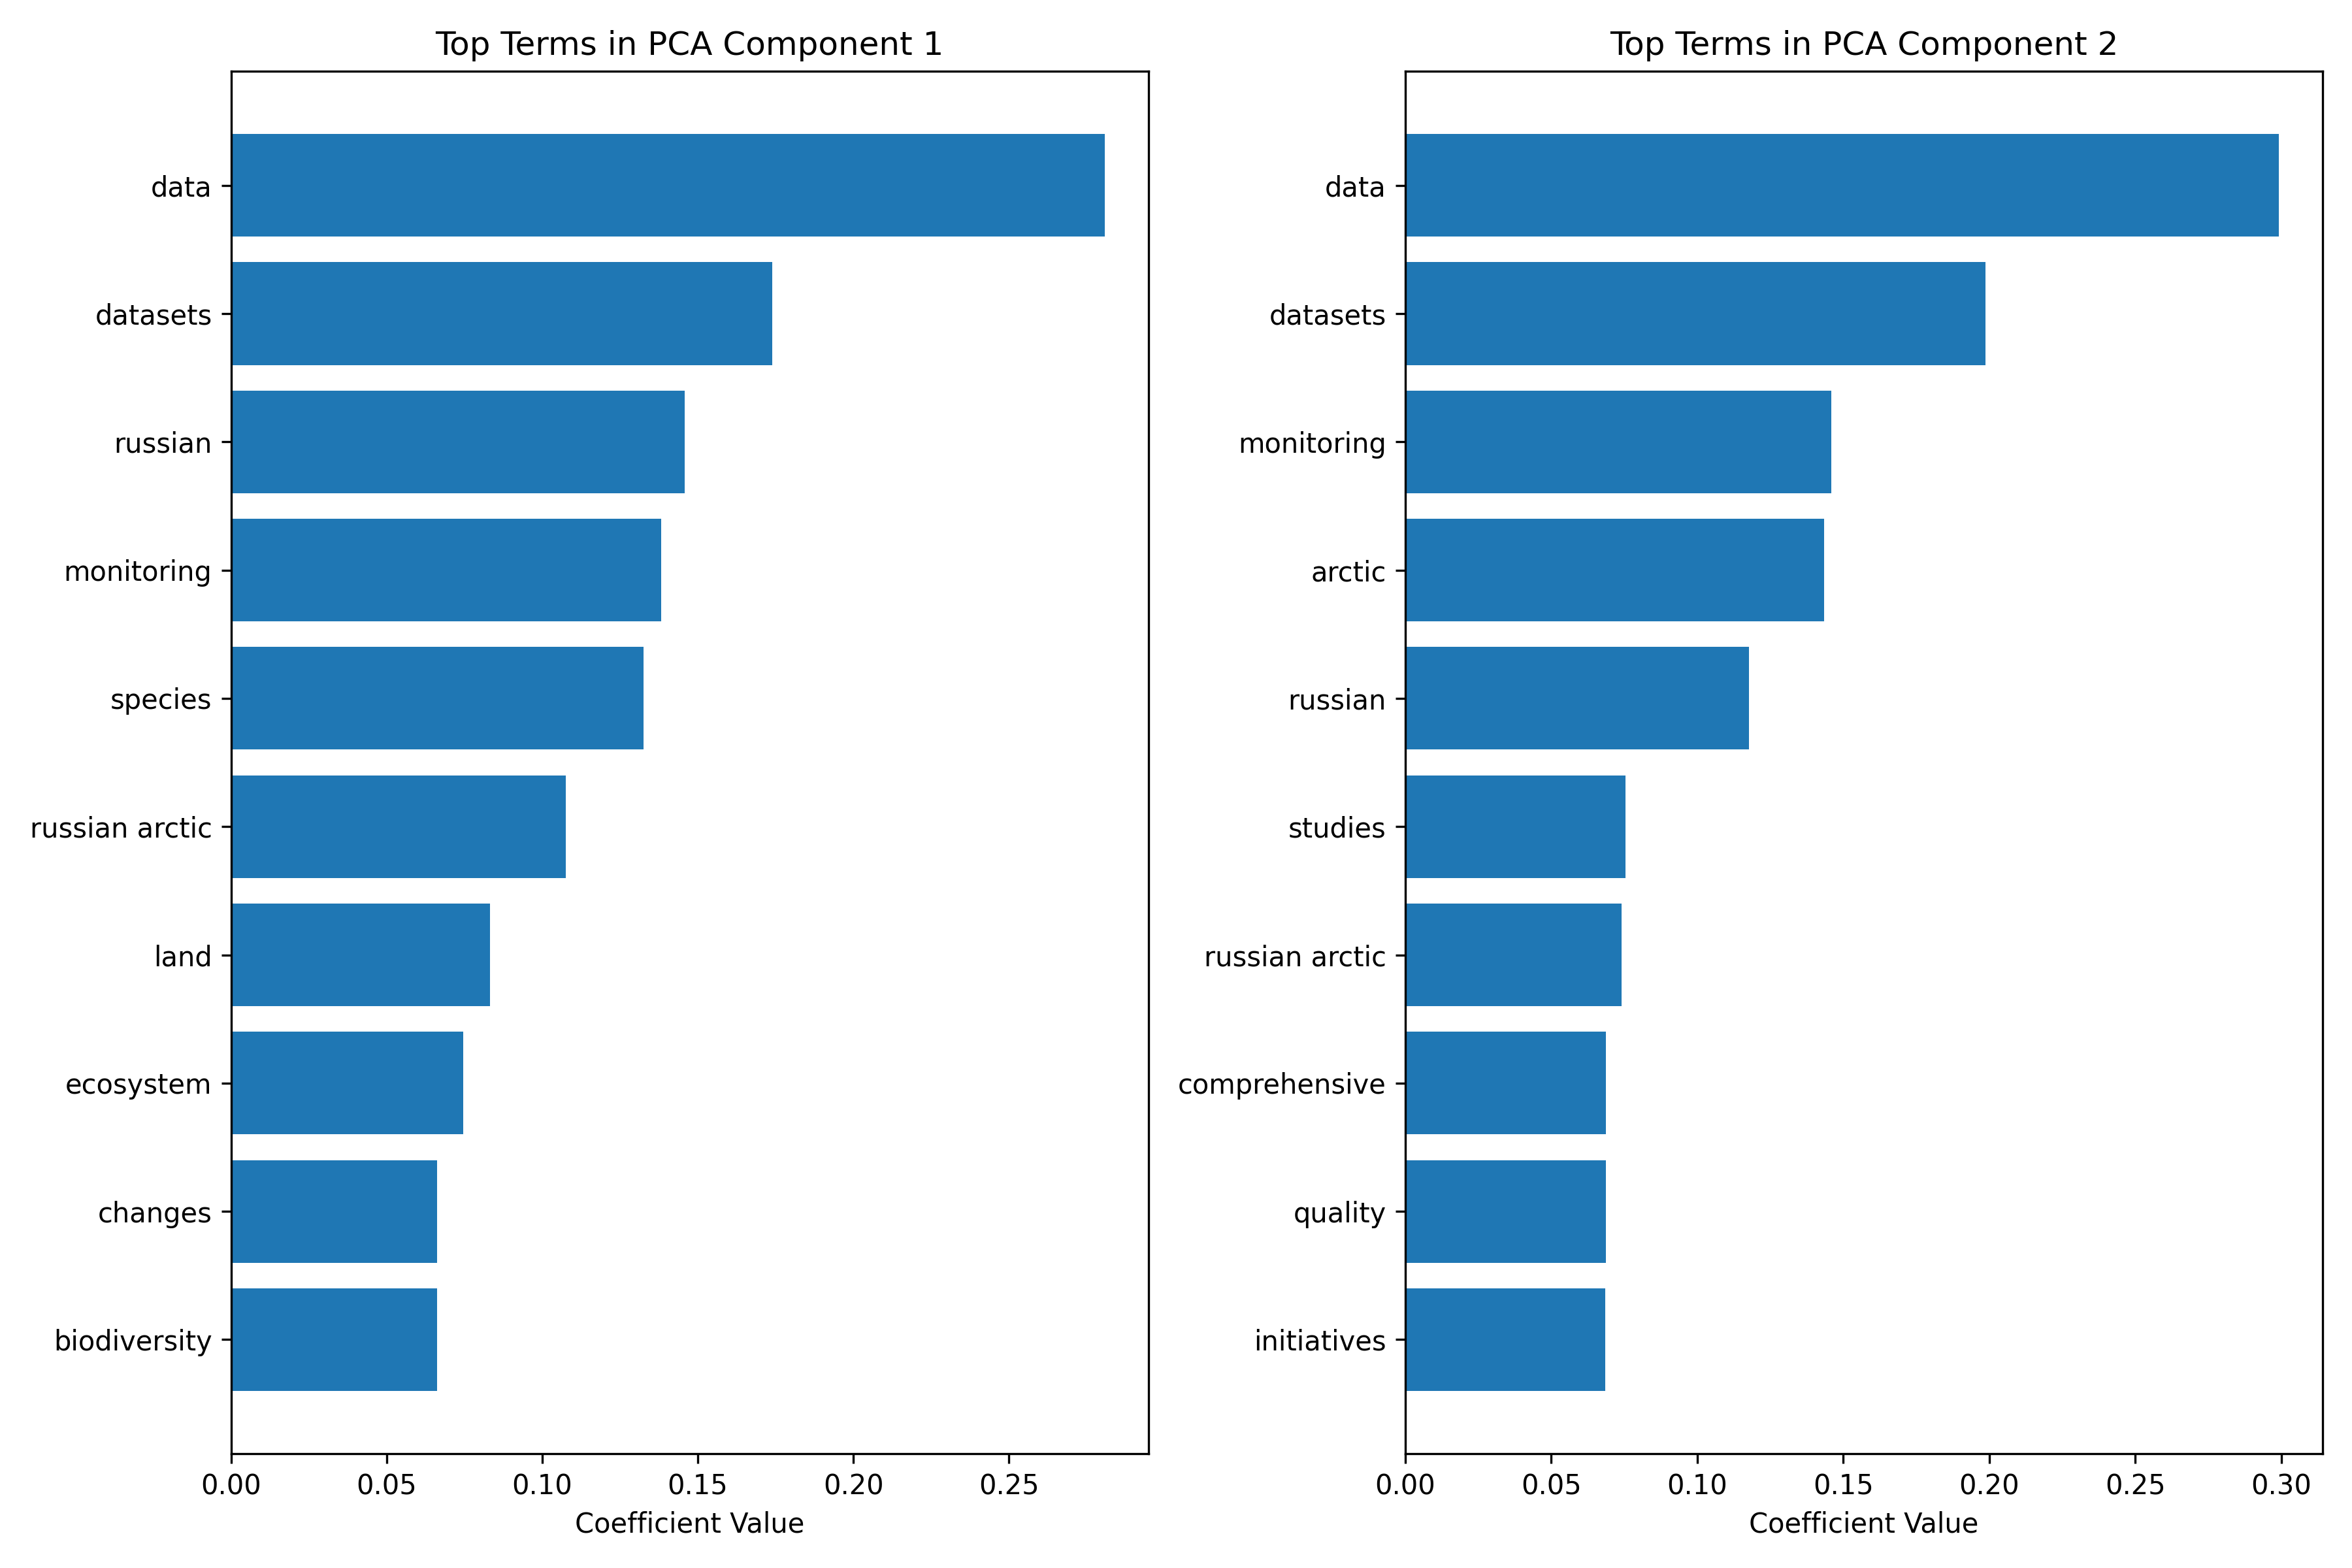 Top Terms in PCA Component 1
data
datasets
russian
monitoring
species
russian arctic
land
ecosystem
changes
biodiversity
0.00 0.05 0.10 0.15 0.20 0.25
Coefficient Value
Top Terms in PCA Component 2
data
datasets
monitoring
arctic
russian
studies
russian arctic
comprehensive
quality
initiatives
0.00 0.05 0.10 0.15 0.20 0.25 0.30
Coefficient Value